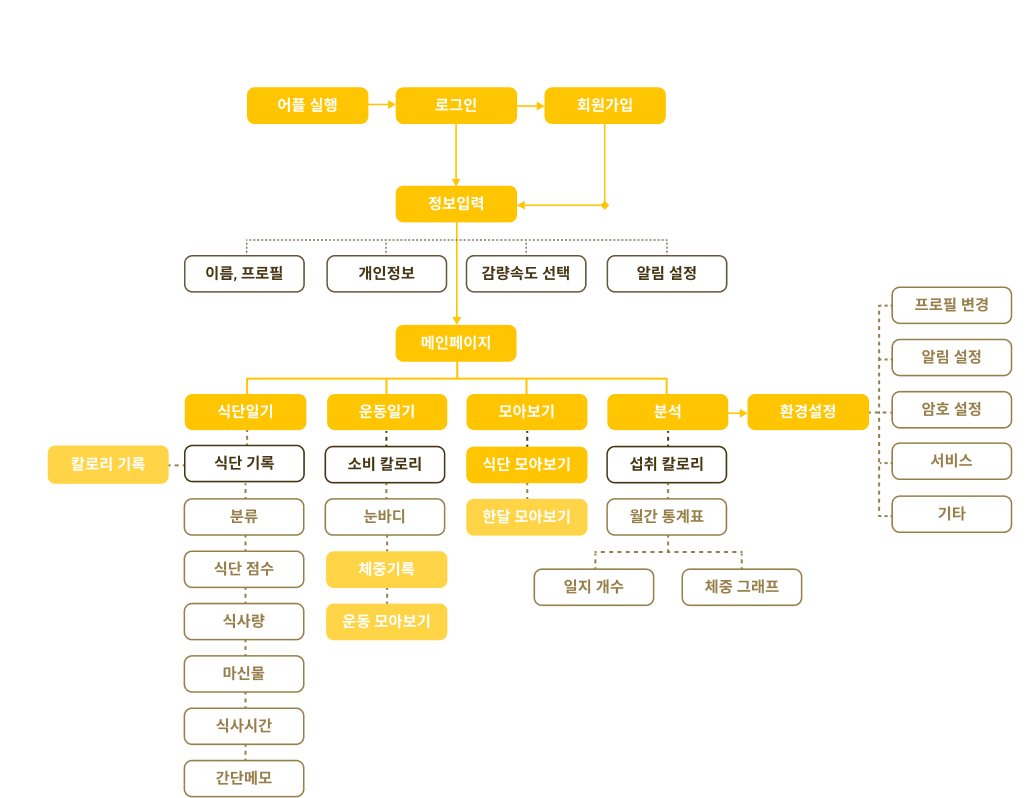 어플 실행
로그인
회원가입
정보입력
이름, 프로필
개인정보
감량속도 선택
알림 설정
메인페이지
식단일기
운동일기
모아보기
분석
환경설정
프로필 변경
알림 설정
암호 설정
서비스
기타
칼로리 기록
식단 기록
분류
식단 점수
식사량
마신물
식사시간
간단메모
소비 칼로리
눈바디
체중기록
운동 모아보기
식단 모아보기
한달 모아보기
섭취 칼로리
월간 통계표
일지 개수
체중 그래프